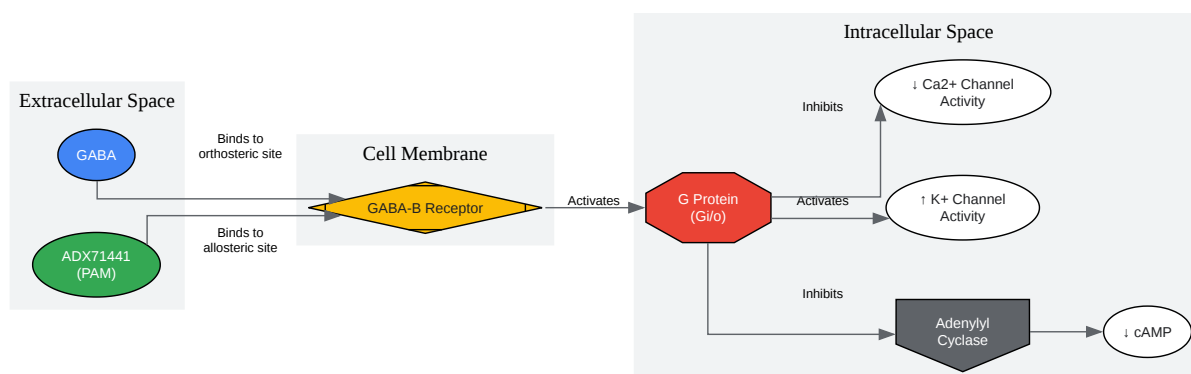 Extracellular Space
GABA
ADX71441
(PAM)
Binds to
orthosteric site
Binds to
allosteric site
Cell Membrane
GABA-B Receptor
Activates
Intracellular Space
G Protein
(Gi/o)
Inhibits
↓ Ca2+ Channel
Activity
Activates
↑ K+ Channel
Activity
Inhibits
Adenylyl
Cyclase
↓ cAMP